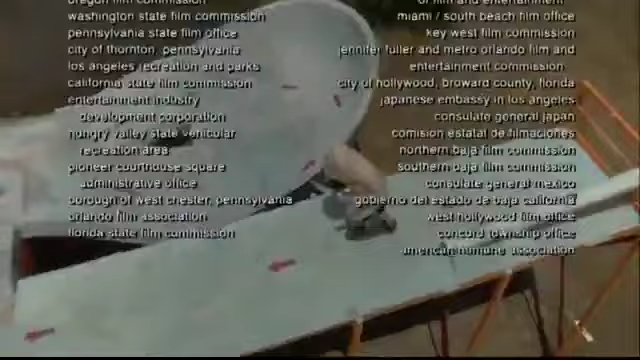 oregon film commission
washington state film commission
pennsylvania state film office
city of thornton, pennsylvania
los angeles recreation and parks
california state film commission
entertainment industry
development corporation
hungry valley state vehicular
recreation area
pioneer courthouse square
administrative office
borough of west chester, pennsylvania
orlando film association
florida state film commission
of film and entertainment
miami / south beach film office
key west film commission
jennifer fuller and metro orlando film and
entertainment commission
city of hollywood, broward county, florida
japanese embassy in los angeles
consulate general japan
comision estatal de filmaciones
northern baja film commission
southern baja film commission
consulate general mexico
gobierno del estado de baja california
west hollywood film office
concord township office
american humane association